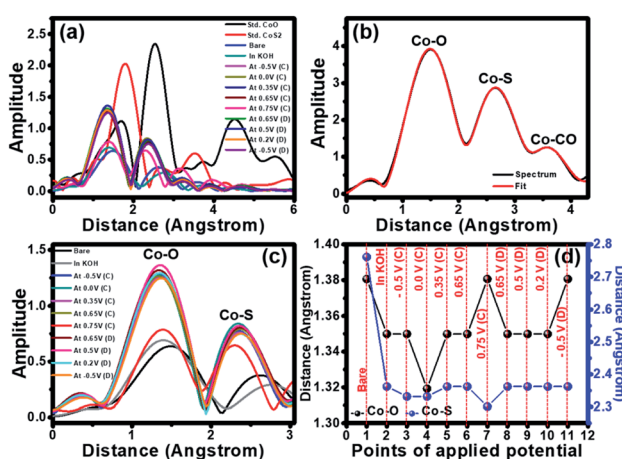 (a)
Std. CoO
Std. CoS2
Bare
In KOH
At -0.5V (C)
At 0.0V (C)
At 0.35V (C)
At 0.65V (C)
At 0.75V (C)
At 0.65V (D)
At 0.5V (D)
At 0.2V (D)
At -0.5V (D)
Amplitude
2.5
2.0
1.5
1.0
0.5
0.0
0 1 2 3 4 5 6
Distance (Angstrom)
(b)
Co-O
Co-S
Co-CO
Spectrum
Fit
Amplitude
4
3
2
1
0
0 1 2 3 4
Distance (Angstrom)
(c)
Bare
In KOH
At -0.5V (C)
At 0.0V (C)
At 0.35V (C)
At 0.65V (C)
At 0.75V (C)
At 0.65V (D)
At 0.5V (D)
At 0.2V (D)
At -0.5V (D)
Co-O
Co-S
Amplitude
1.5
1.0
0.5
0.0
0 1 2 3
Distance (Angstrom)
(d)
Bare
In KOH
- 0.5 V (C)
0.0 V (C)
0.35 V (C)
0.65 V (C)
0.75 V (C)
0.65 V (D)
0.5 V (D)
0.2 V (D)
- 0.5 V (D)
Co-O
Co-S
Distance (Angstrom)
1.40
1.38
1.36
1.34
1.32
1.30
Distance (Angstrom)
2.8
2.7
2.6
2.5
2.4
2.3
0 1 2 3 4 5 6 7 8 9 10 11 12
Points of applied potential